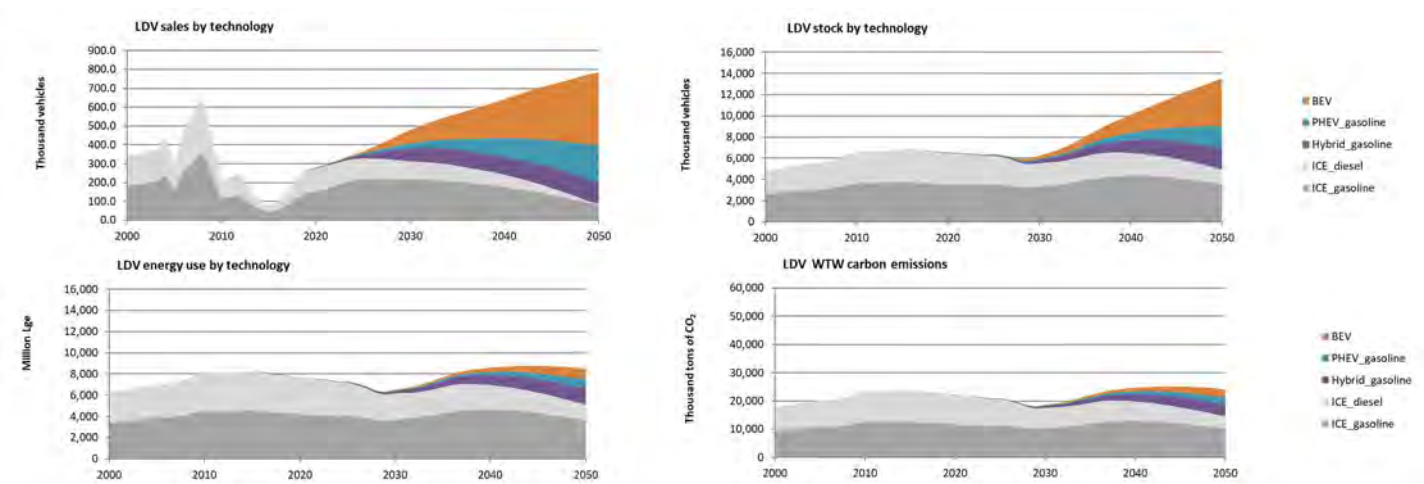 LDV sales by technology
Thousand vehicles
900.0
800.0
700.0
600.0
500.0
400.0
300.0
200.0
100.0
0.0
2000 2010 2020 2030 2040 2050
LDV stock by technology
Thousand vehicles
16,000
14,000
12,000
10,000
8,000
6,000
4,000
2,000
0
2000 2010 2020 2030 2040 2050
BEV
PHEV_gasoline
Hybrid_gasoline
ICE_diesel
ICE_gasoline
LDV energy use by technology
Million Lge
16,000
14,000
12,000
10,000
8,000
6,000
4,000
2,000
0
2000 2010 2020 2030 2040 2050
LDV WTW carbon emissions
Thousand tons of CO₂
60,000
50,000
40,000
30,000
20,000
10,000
0
2000 2010 2020 2030 2040 2050
BEV
PHEV_gasoline
Hybrid_gasoline
ICE_diesel
ICE_gasoline